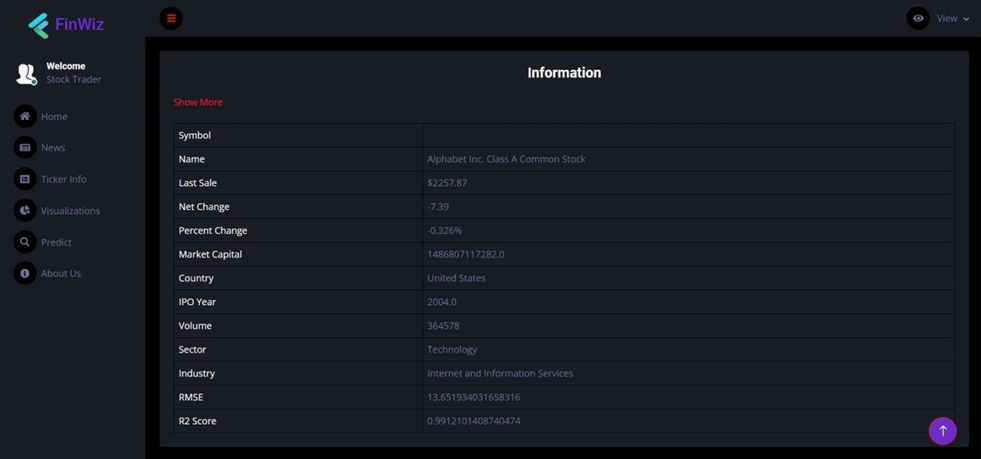 FinWiz
View
Welcome
Stock Trader
Home
News
Ticker Info
Visualizations
Predict
About Us
Information
Show More
Symbol
Name Alphabet Inc. Class A Common Stock
Last Sale $2257.87
Net Change -7.39
Percent Change -0.326%
Market Capital 1486807117282.0
Country United States
IPO Year 2004.0
Volume 364578
Sector Technology
Industry Internet and Information Services
RMSE 13.651934031658316
R2 Score 0.9912101408740474